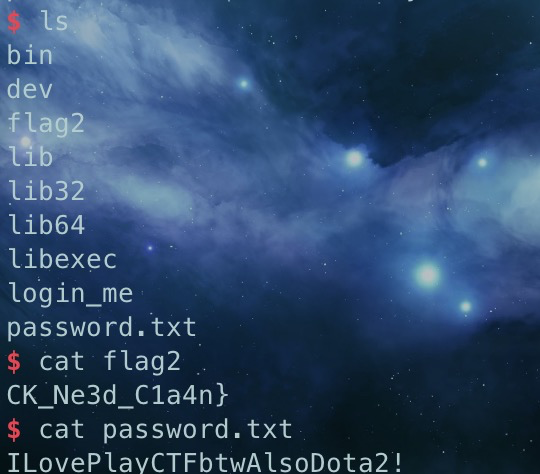 $ ls
bin
dev
flag2
lib
lib32
lib64
libexec
login_me
password.txt
$ cat flag2
CK_Ne3d_C1a4n}
$ cat password.txt
ILovePlayCTFbtwAlsoDota2!